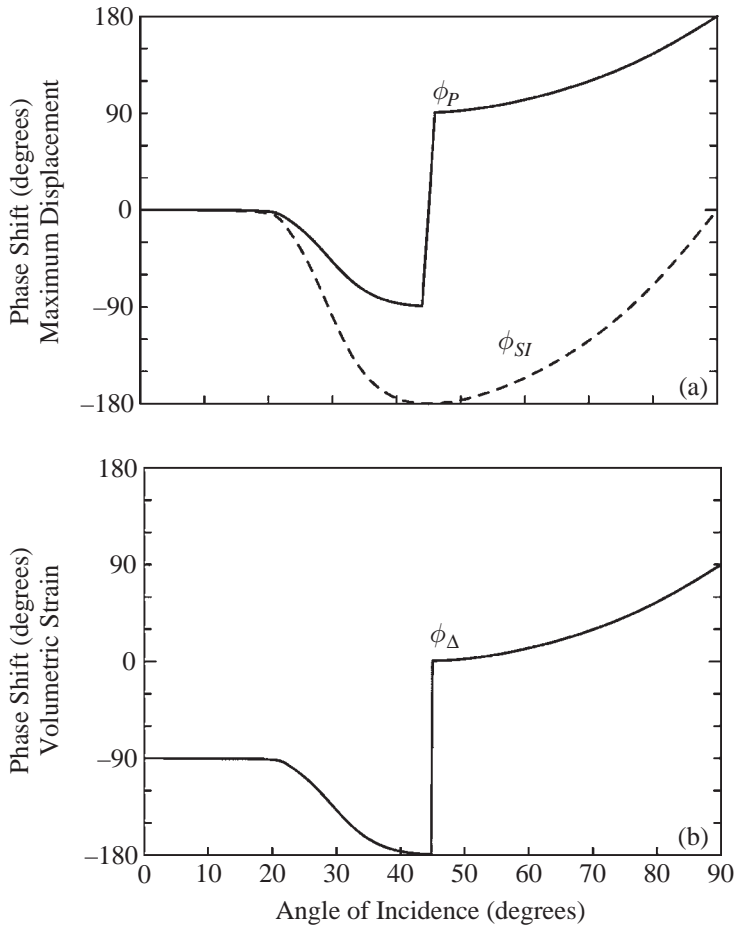 Phase Shift (degrees)
Maximum Displacement
180
90
0
–90
–180
ϕP
ϕSI
(a)
Phase Shift (degrees)
Volumetric Strain
180
90
0
–90
–180
ϕΔ
(b)
0 10 20 30 40 50 60 70 80 90
Angle of Incidence (degrees)